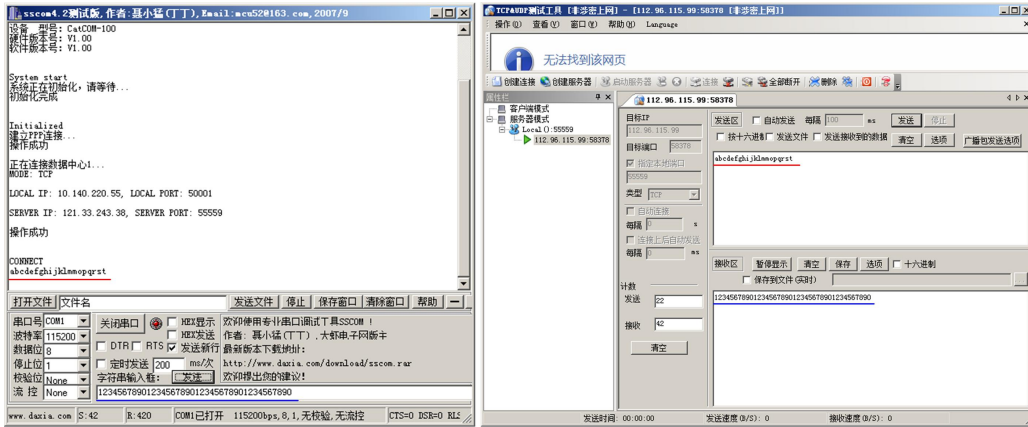 sscom4.2测试版,作者:聂小猛(丁丁),Email:mcu52@163.com,2007/9
设备 型号: CatCOM-100
硬件版本号: V1.00
软件版本号: V1.00
System start
系统正在初始化，请等待...
初始化完成
Initialized
建立PPP连接...
操作成功
正在连接数据中心1...
MODE: TCP
LOCAL IP: 10.140.220.55, LOCAL PORT: 50001
SERVER IP: 121.33.243.38, SERVER PORT: 55559
操作成功
CONNECT
abcdefghijklmmopqrst
打开文件 文件名 发送文件 停止 保存窗口 清除窗口 帮助
串口号 COM1 关闭串口 HEX显示 欢迎使用专业串口调试工具SSCOM !
波特率 115200 HEX发送 作者: 聂小猛(丁丁),大虾电子网版主
数据位 8 DTR RTS 发送新行 最新版本下载地址:
停止位 1 定时发送 200 ms/次 http://www.daxia.com/download/sscom.rar
校验位 None 字符串输入框: 发送 欢迎提出您的建议!
流 控 None 123456789012345678901234567890​1234567890
www.daxia.com S:42 R:420 COM1已打开 115200bps,8,1,无校验,无流控 CTS=0 DSR=0 RLS
TCP&UDP测试工具 [非涉密上网] - [112.96.115.99:58378 [非涉密上网]]
操作(O) 查看(V) 窗口(W) 帮助(H) Language
无法找到该网页
创建连接 创建服务器 启动服务器 连接 全部断开 删除
属性栏
112.96.115.99:58378
客户端模式
服务器模式
Local():55559
112.96.115.99:58378
目标IP
112.96.115.99
目标端口 58378
指定本地端口
55559
类型 TCP
自动连接
每隔 0 s
连接上后自动发送
每隔 0 ms
计数
发送 22
接收 42
清空
发送区 自动发送 每隔 100 ms 发送 停止
按十六进制 发送文件 发送接收到的数据 清空 选项 广播包发送选项
abcdefghijklmmopqrst
接收区 暂停显示 清空 保存 选项 十六进制
保存到文件(实时)
1234567890123456789012345678901234567890
发送时间: 00:00:00 发送速度(B/S): 0 接收速度(B/S): 0